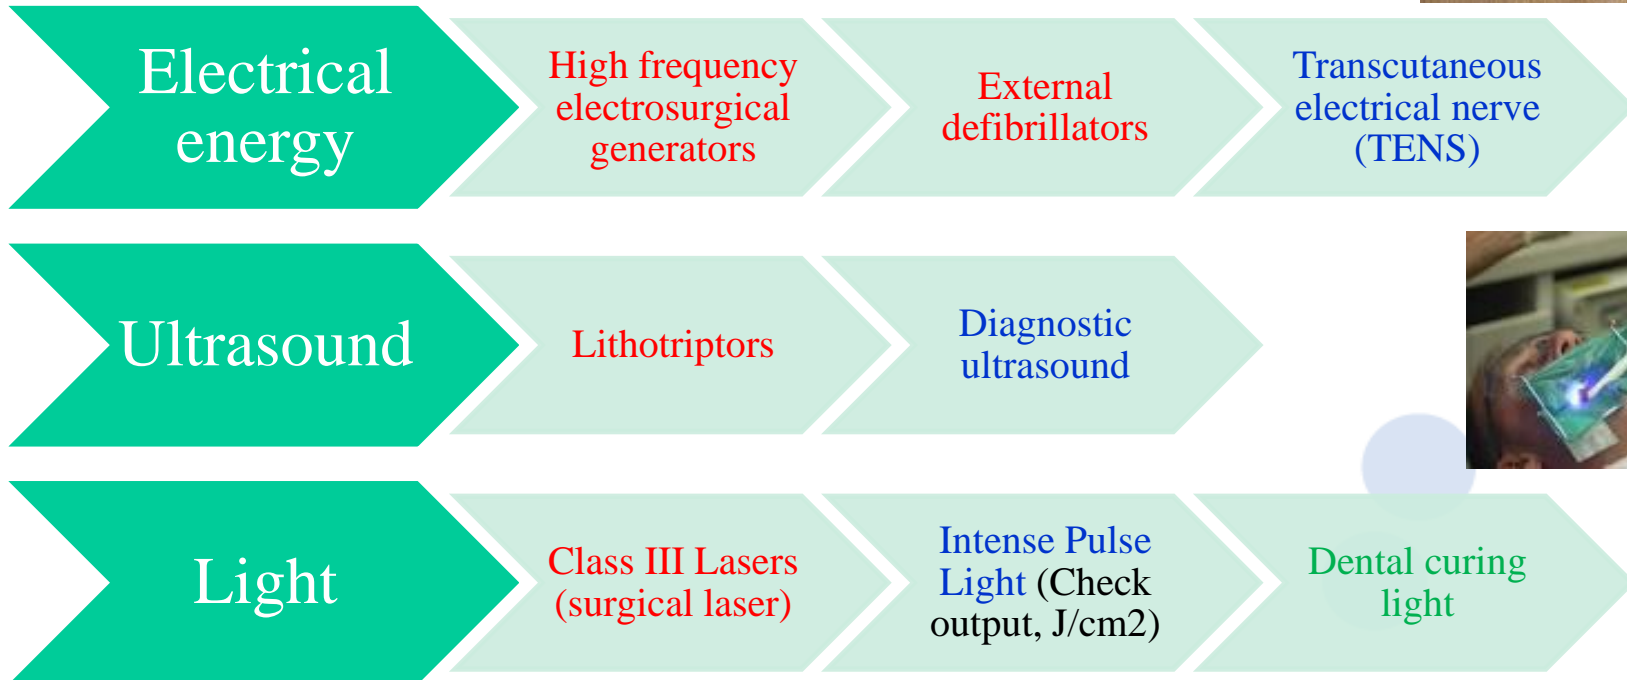 Electrical
energy
High frequency
electrosurgical
generators
External
defibrillators
Transcutaneous
electrical nerve
(TENS)
Ultrasound
Lithotriptors
Diagnostic
ultrasound
Light
Class III Lasers
(surgical laser)
Intense Pulse
Light (Check
output, J/cm2)
Dental curing
light